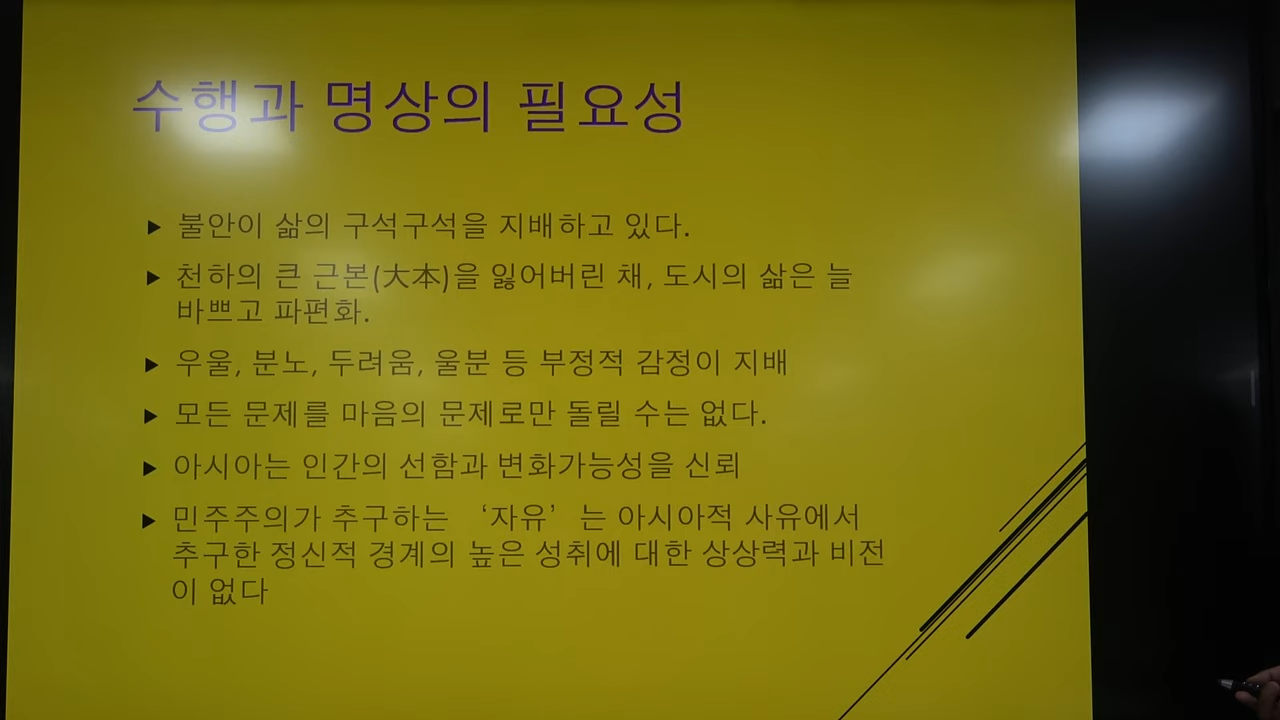 수행과 명상의 필요성
▶ 불안이 삶의 구석구석을 지배하고 있다.
▶ 천하의 큰 근본(大本)을 잃어버린 채, 도시의 삶은 늘
바쁘고 파편화.
▶ 우울, 분노, 두려움, 울분 등 부정적 감정이 지배
▶ 모든 문제를 마음의 문제로만 돌릴 수는 없다.
▶ 아시아는 인간의 선함과 변화가능성을 신뢰
▶ 민주주의가 추구하는 ‘자유’는 아시아적 사유에서
추구한 정신적 경계의 높은 성취에 대한 상상력과 비전
이 없다